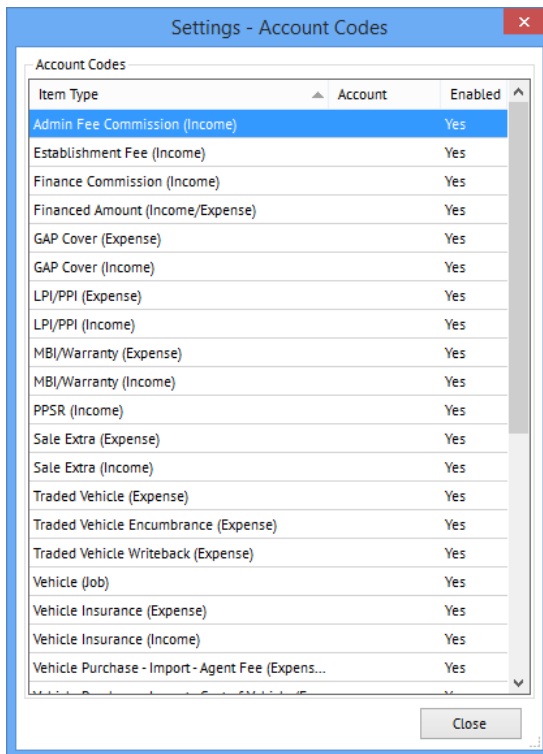 Settings - Account Codes
Account Codes
Item Type Account Enabled
Admin Fee Commission (Income) Yes
Establishment Fee (Income) Yes
Finance Commission (Income) Yes
Financed Amount (Income/Expense) Yes
GAP Cover (Expense) Yes
GAP Cover (Income) Yes
LPI/PPI (Expense) Yes
LPI/PPI (Income) Yes
MBI/Warranty (Expense) Yes
MBI/Warranty (Income) Yes
PPSR (Income) Yes
Sale Extra (Expense) Yes
Sale Extra (Income) Yes
Traded Vehicle (Expense) Yes
Traded Vehicle Encumbrance (Expense) Yes
Traded Vehicle Writeback (Expense) Yes
Vehicle (Job) Yes
Vehicle Insurance (Expense) Yes
Vehicle Insurance (Income) Yes
Vehicle Purchase - Import - Agent Fee (Expens... Yes
Close